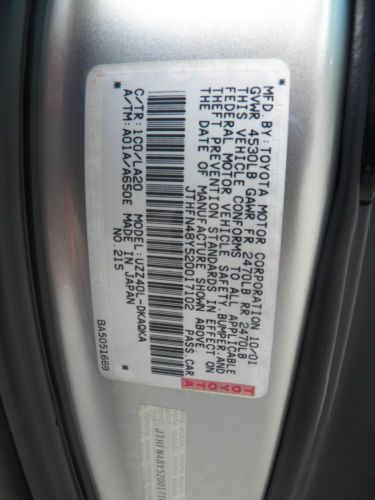 MFD.BY:TOYOTA MOTOR CORPORATION 10/01
GVWR 4530LB GAWR FR 2470LB RR 2470LB
THIS VEHICLE CONFORMS TO ALL APPLICABLE
FEDERAL MOTOR VEHICLE SAFETY,BUMPER,AND
THEFT PREVENTION STANDARDS IN EFFECT ON
THE DATE OF MANUFACTURE SHOWN ABOVE.
JTHFN48Y520017102 PASS.CAR
C/TR:1C0/LA20 UZZ40L-DKAQKA
A/TM:A01A/A650E MADE IN JAPAN
NO.215
BA5051669
TOYOTA
JTHFN48Y5200171